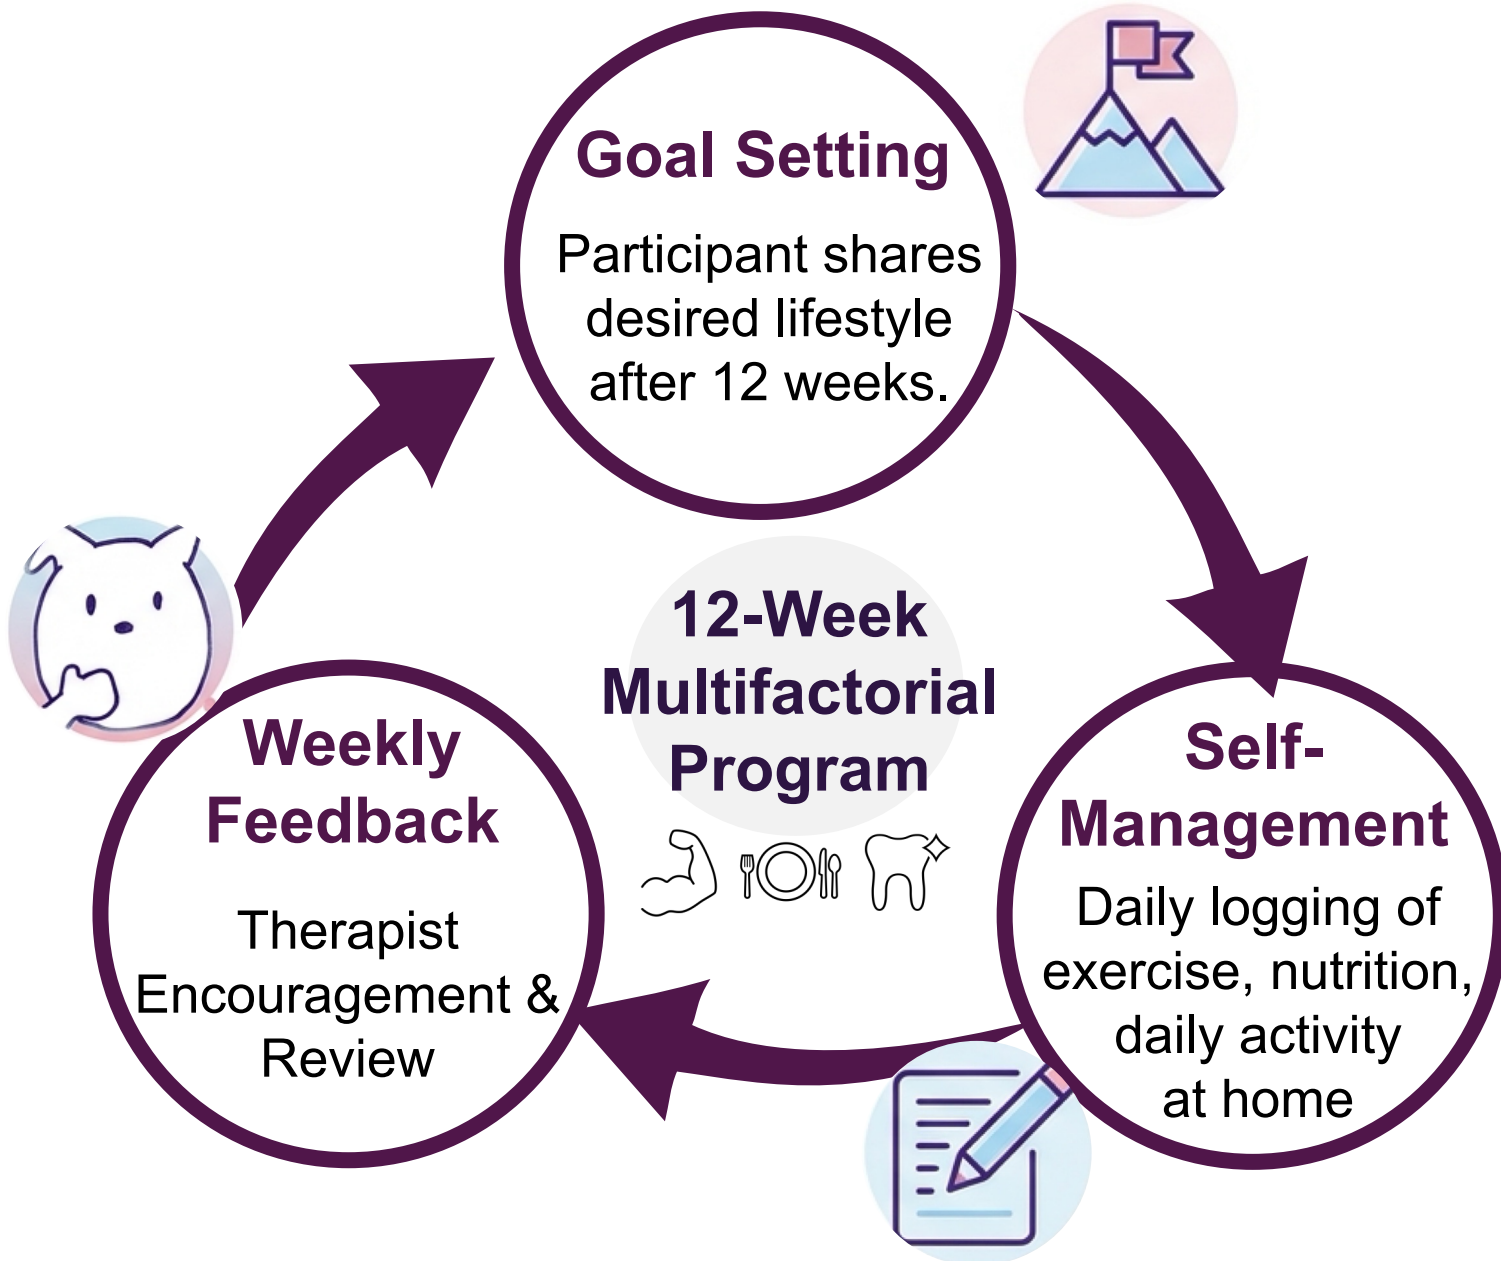 Goal Setting
Participant shares
desired lifestyle
after 12 weeks.
12-Week
Multifactorial
Program
Weekly
Feedback
Therapist
Encouragement &
Review
Self-
Management
Daily logging of
exercise, nutrition,
daily activity
at home